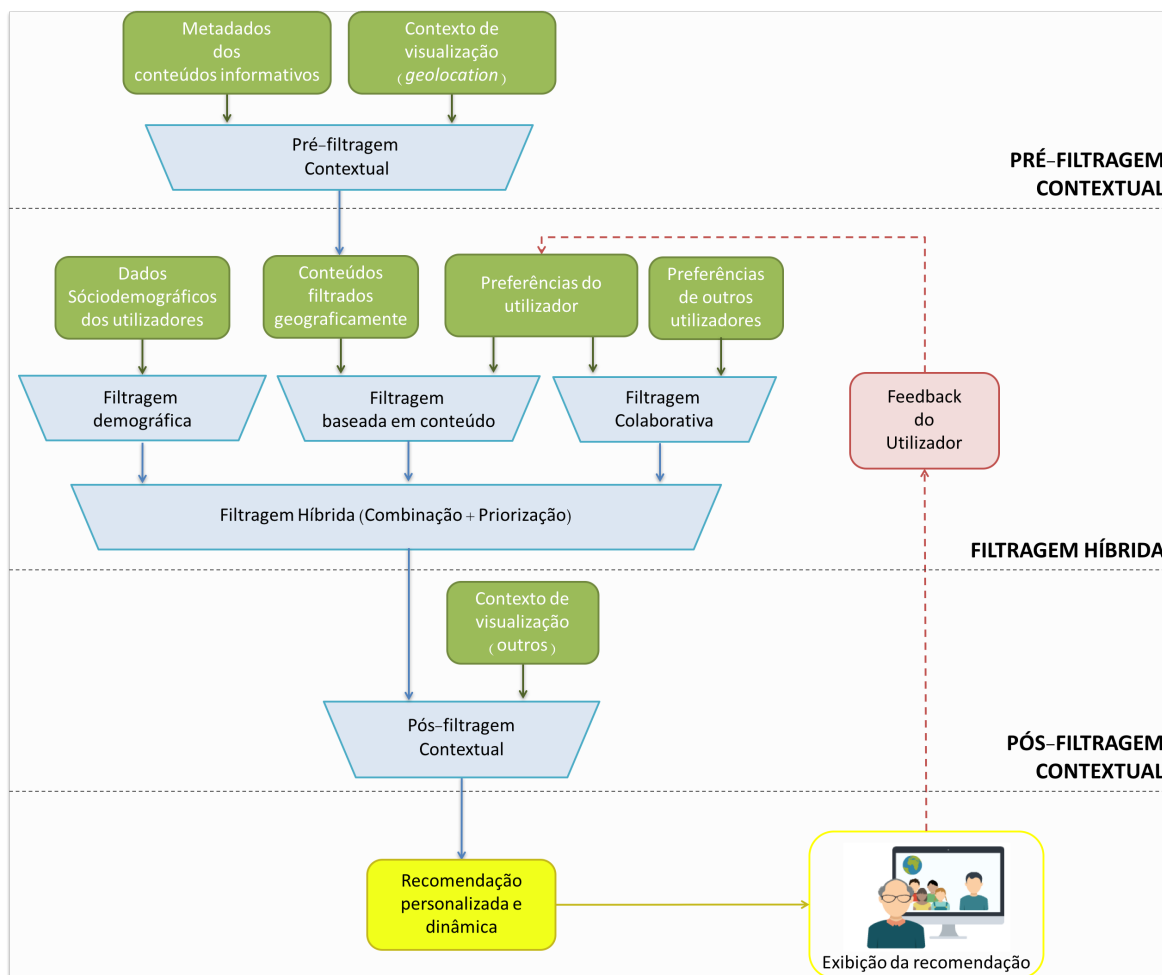 Metadados
dos
conteúdos informativos
Contexto de
visualização
( geolocation )
Pré-filtragem
Contextual
PRÉ-FILTRAGEM
CONTEXTUAL
Dados
Sóciodemográficos
dos utilizadores
Conteúdos
filtrados
geograficamente
Preferências do
utilizador
Preferências
de outros
utilizadores
Filtragem
demográfica
Filtragem
baseada em conteúdo
Filtragem
Colaborativa
Feedback
do
Utilizador
Filtragem Híbrida (Combinação + Priorização)
FILTRAGEM HÍBRIDA
Contexto de
visualização
( outros )
Pós-filtragem
Contextual
PÓS-FILTRAGEM
CONTEXTUAL
Recomendação
personalizada e
dinâmica
Exibição da recomendação